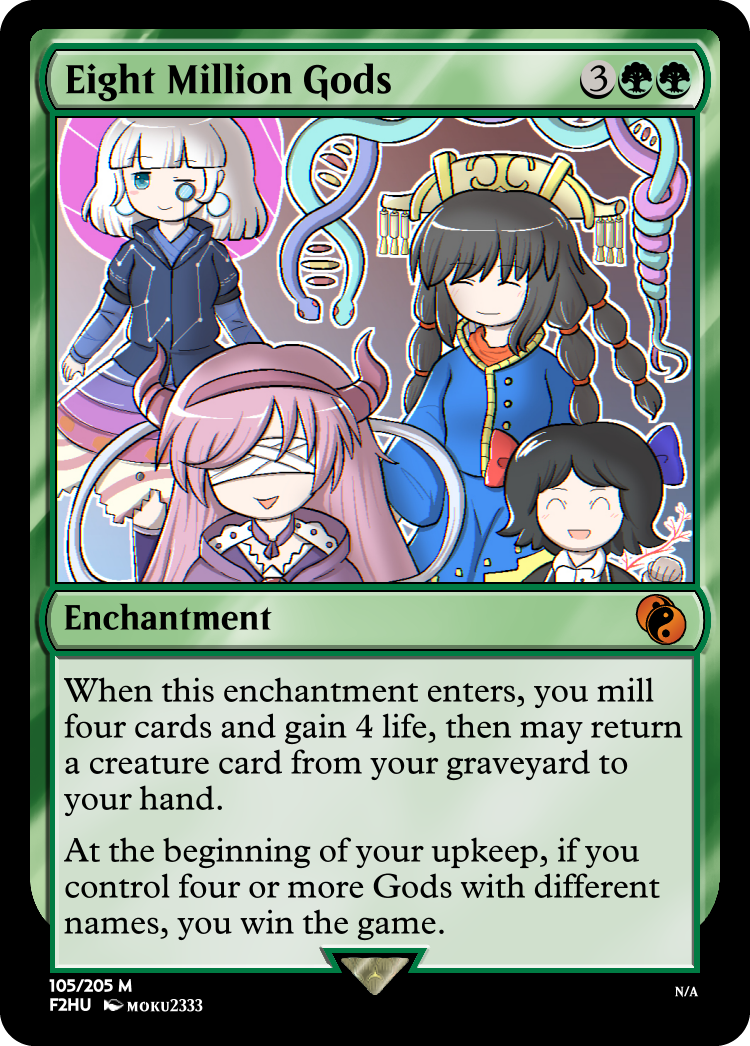 Eight Million Gods 3
Enchantment
When this enchantment enters, you mill
four cards and gain 4 life, then may return
a creature card from your graveyard to
your hand.
At the beginning of your upkeep, if you
control four or more Gods with different
names, you win the game.
105/205 M
F2HU MOKU2333
N/A